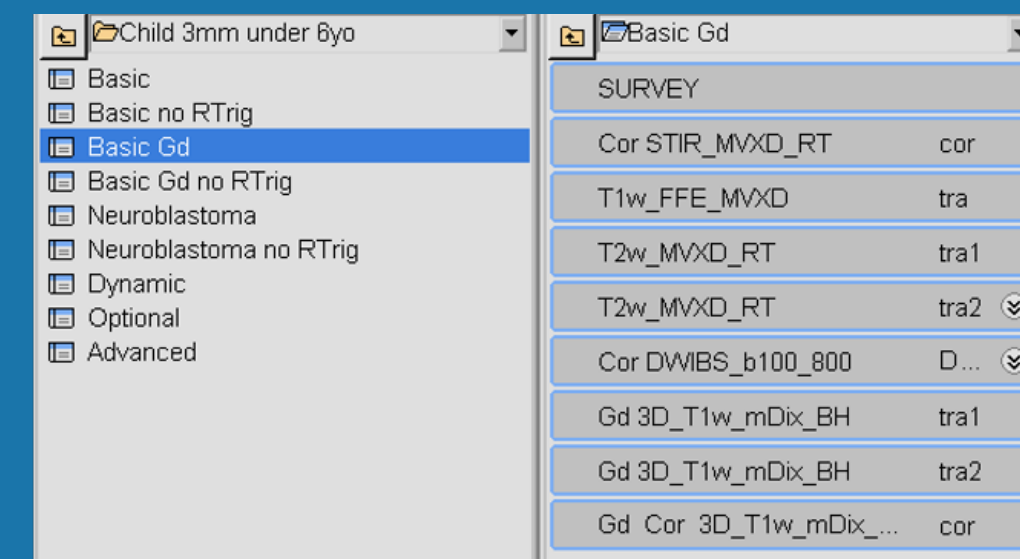 Child 3mm under 6yo
Basic
Basic no RTrig
Basic Gd
Basic Gd no RTrig
Neuroblastoma
Neuroblastoma no RTrig
Dynamic
Optional
Advanced
Basic Gd
SURVEY
Cor STIR_MVXD_RT cor
T1w_FFE_MVXD tra
T2w_MVXD_RT tra1
T2w_MVXD_RT tra2
Cor DWIBS_b100_800 D...
Gd 3D_T1w_mDix_BH tra1
Gd 3D_T1w_mDix_BH tra2
Gd Cor 3D_T1w_mDix_... cor